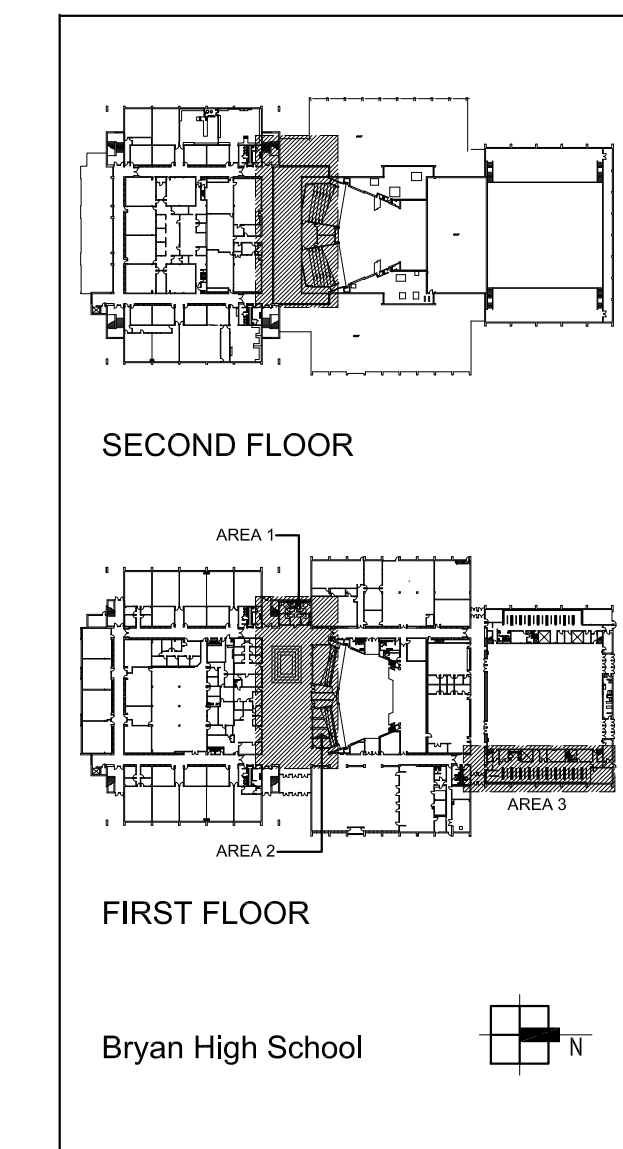 SECOND FLOOR
AREA 1
AREA 3
AREA 2
FIRST FLOOR
Bryan High School
N